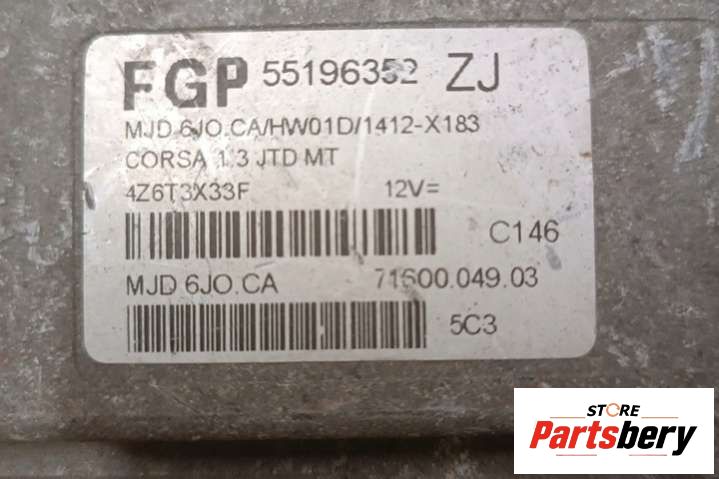 FGP 55196352 ZJ
MJD 6JO.CA/HW01D/1412-X183
CORSA 1.3 JTD MT
4Z6T3X33F 12V=
C146
MJD 6JO.CA 71600.049.03
5C3
STORE
Partsbery